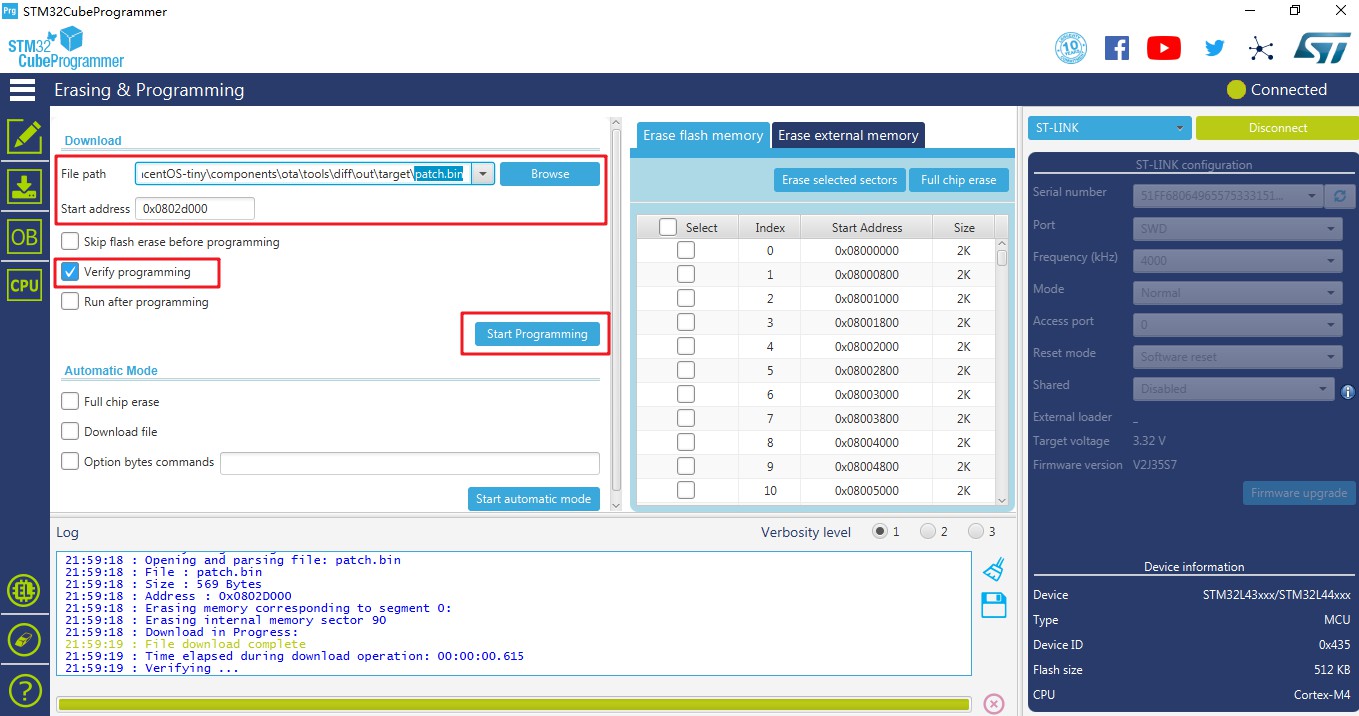 Prg STM32CubeProgrammer
STM32
CubeProgrammer
10
Erasing & Programming
Connected
Download
File path
centOS-tiny\components\ota\tools\diff\out\target\patch.bin
Browse
Start address
0x0802d000
Skip flash erase before programming
Verify programming
Run after programming
Start Programming
Automatic Mode
Full chip erase
Download file
Option bytes commands
Start automatic mode
OB
CPU
Erase flash memory
Erase external memory
Erase selected sectors
Full chip erase
Select Index Start Address Size
0 0x08000000 2K
1 0x08000800 2K
2 0x08001000 2K
3 0x08001800 2K
4 0x08002000 2K
5 0x08002800 2K
6 0x08003000 2K
7 0x08003800 2K
8 0x08004000 2K
9 0x08004800 2K
10 0x08005000 2K
ST-LINK
Disconnect
ST-LINK configuration
Serial number 51FF68064965575333151...
Port SWD
Frequency (kHz) 4000
Mode Normal
Access port 0
Reset mode Software reset
Shared Disabled
External loader _
Target voltage 3.32 V
Firmware version V2J35S7
Firmware upgrade
Log
Verbosity level 1 2 3
21:59:18 : Opening and parsing file: patch.bin
21:59:18 : File : patch.bin
21:59:18 : Size : 569 Bytes
21:59:18 : Address : 0x0802D000
21:59:18 : Erasing memory corresponding to segment 0:
21:59:18 : Erasing internal memory sector 90
21:59:18 : Download in Progress:
21:59:19 : File download complete
21:59:19 : Time elapsed during download operation: 00:00:00.615
21:59:19 : Verifying ...
Device information
Device STM32L43xxx/STM32L44xxx
Type MCU
Device ID 0x435
Flash size 512 KB
CPU Cortex-M4